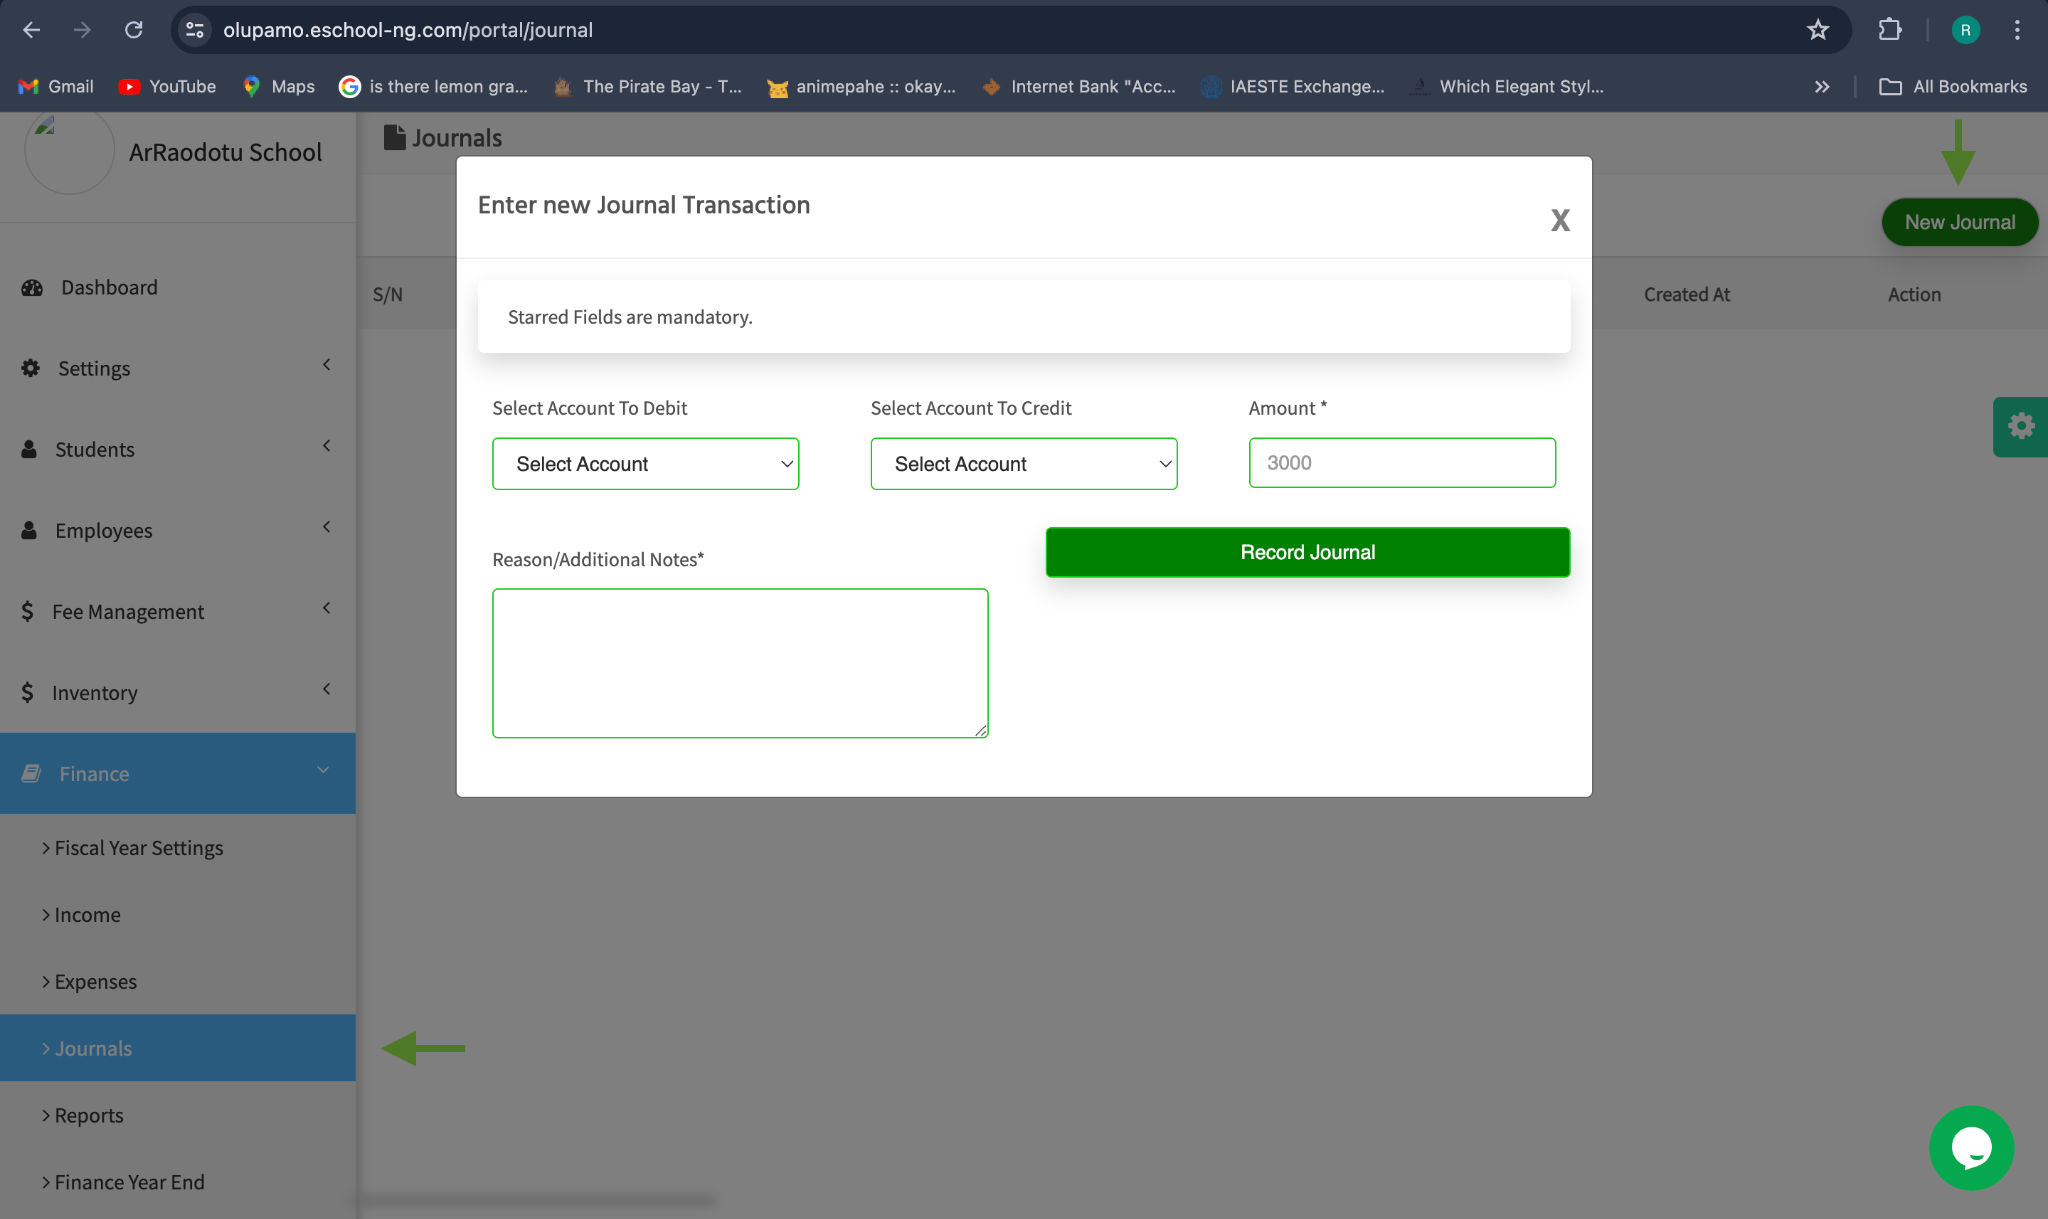 olupamo.eschool-ng.com/portal/journal
R
Gmail
YouTube
Maps
is there lemon gra...
The Pirate Bay - T...
animepahe :: okay...
Internet Bank "Acc...
IAESTE Exchange...
Which Elegant Styl...
All Bookmarks
ArRaodotu School
Journals
New Journal
Enter new Journal Transaction
X
Dashboard
S/N
Created At
Action
Starred Fields are mandatory.
Settings
Students
Employees
Fee Management
Inventory
Finance
Fiscal Year Settings
Income
Expenses
Journals
Reports
Finance Year End
Select Account To Debit
Select Account To Credit
Amount *
Select Account
Select Account
3000
Reason/Additional Notes*
Record Journal